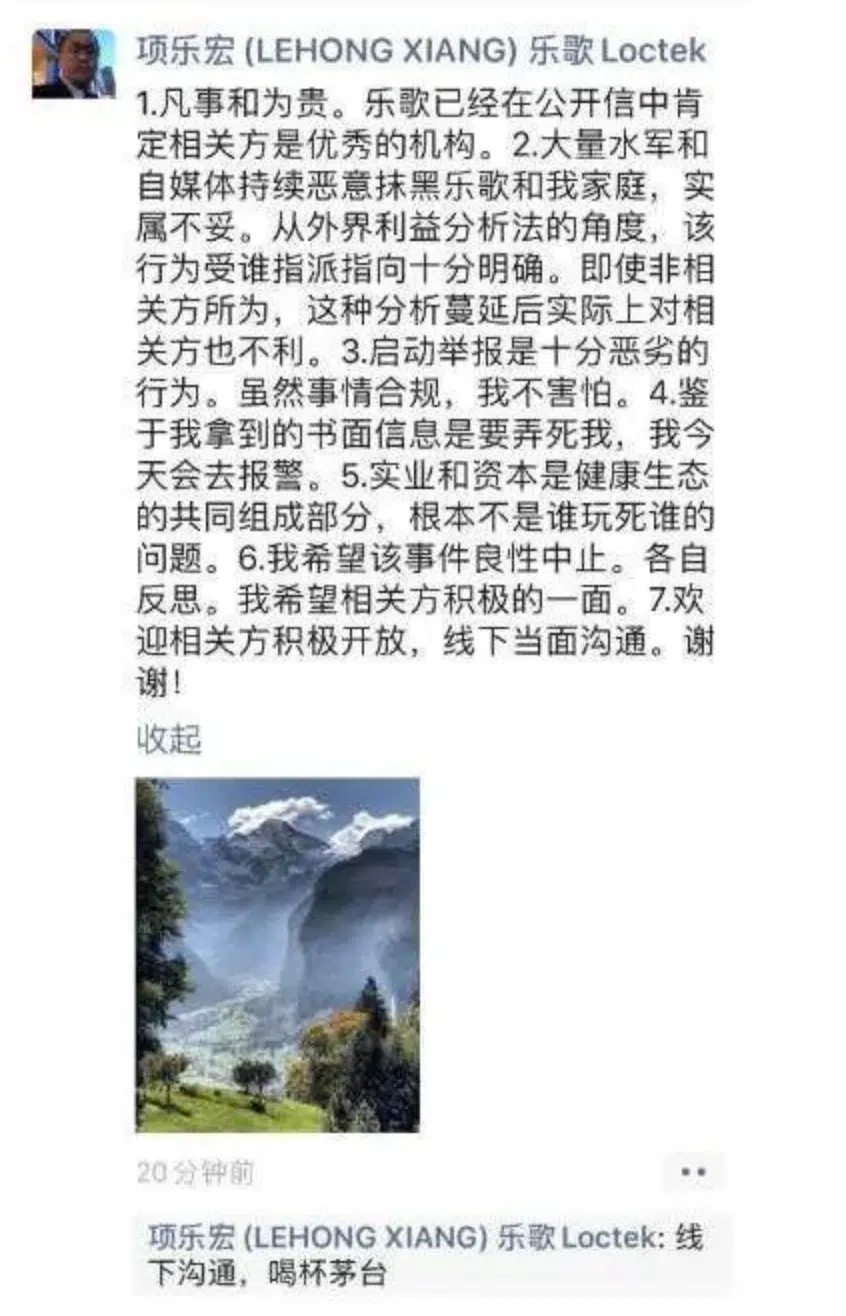 项乐宏 (LEHONG XIANG) 乐歌Loctek
1.凡事和为贵。乐歌已经在公开信中肯
定相关方是优秀的机构。2.大量水军和
自媒体持续恶意抹黑乐歌和我家庭，实
属不妥。从外界利益分析法的角度，该
行为受谁指派指向十分明确。即使非相
关方所为，这种分析蔓延后实际上对相
关方也不利。3.启动举报是十分恶劣的
行为。虽然事情合规，我不害怕。4.鉴
于我拿到的书面信息是要弄死我，我今
天会去报警。5.实业和资本是健康生态
的共同组成部分，根本不是谁玩死谁的
问题。6.我希望该事件良性中止。各自
反思。我希望相关方积极的一面。7.欢
迎相关方积极开放，线下当面沟通。谢
谢！
收起
20分钟前
项乐宏 (LEHONG XIANG) 乐歌Loctek: 线
下沟通，喝杯茅台